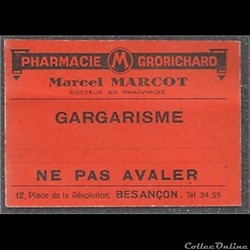 PHARMACIE M GRORICHARD
Marcel MARCOT
DOCTEUR EN PHARMACIE
GARGARISME
NE PAS AVALER
12, Place de la Révolution, BESANÇON. Tél 34.55
CollecOnline